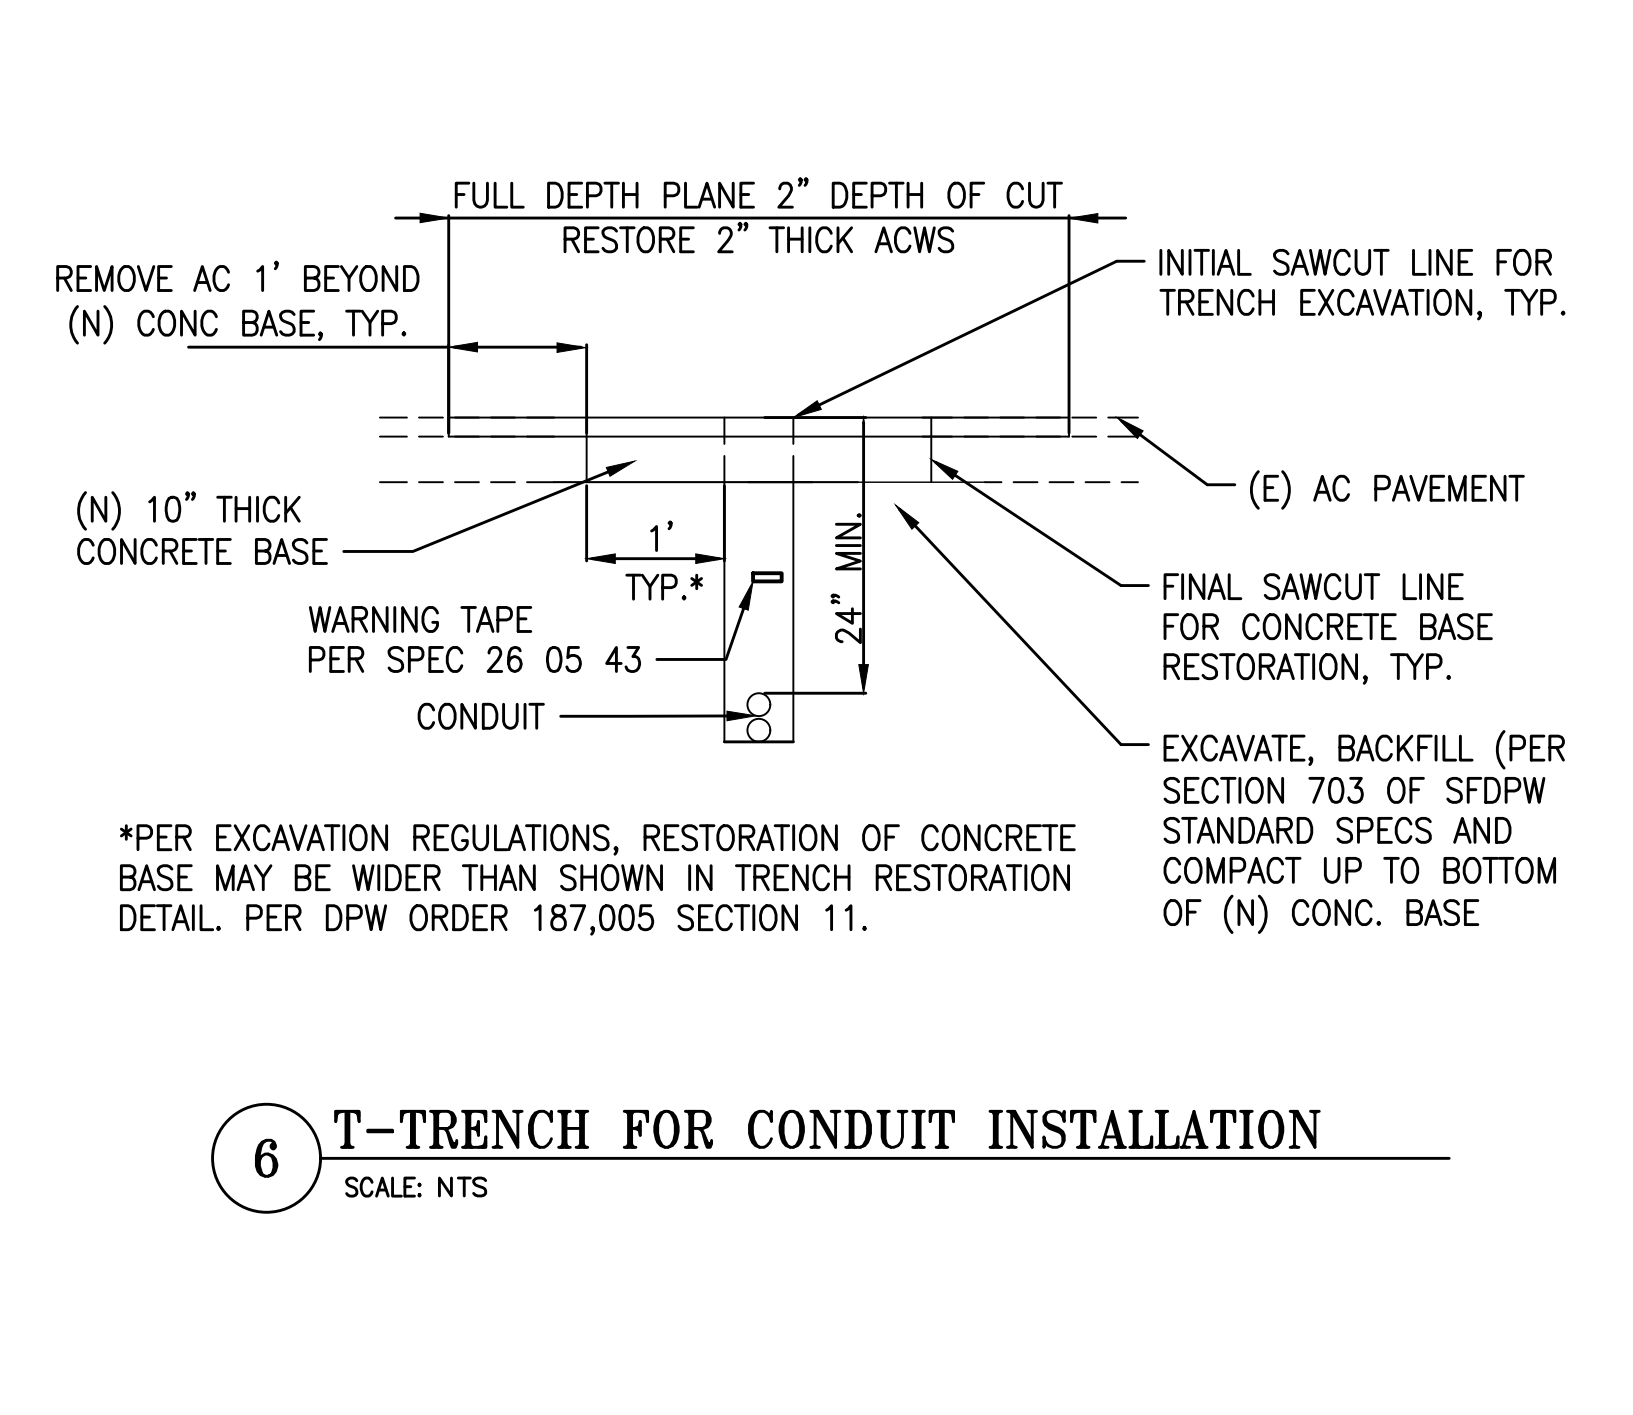 FULL DEPTH PLANE 2” DEPTH OF CUT
RESTORE 2” THICK ACWS
REMOVE AC 1’ BEYOND
(N) CONC BASE, TYP.
INITIAL SAWCUT LINE FOR
TRENCH EXCAVATION, TYP.
(E) AC PAVEMENT
(N) 10” THICK
CONCRETE BASE
1’
TYP.*
24” MIN.
FINAL SAWCUT LINE
FOR CONCRETE BASE
RESTORATION, TYP.
WARNING TAPE
PER SPEC 26 05 43
CONDUIT
EXCAVATE, BACKFILL (PER
SECTION 703 OF SFDPW
STANDARD SPECS AND
COMPACT UP TO BOTTOM
OF (N) CONC. BASE
*PER EXCAVATION REGULATIONS, RESTORATION OF CONCRETE
BASE MAY BE WIDER THAN SHOWN IN TRENCH RESTORATION
DETAIL. PER DPW ORDER 187,005 SECTION 11.
6
T-TRENCH FOR CONDUIT INSTALLATION
SCALE: NTS